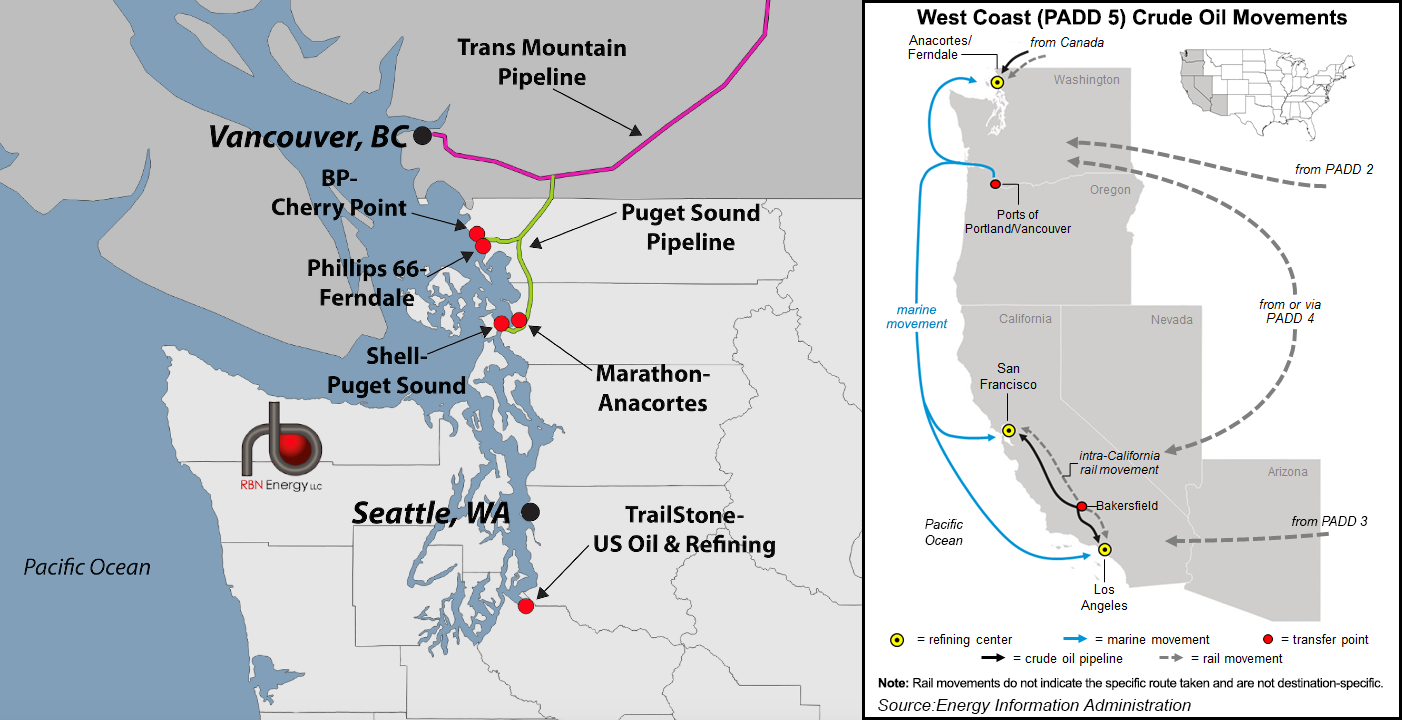 Trans Mountain
Pipeline
Vancouver, BC
BP-
Cherry Point
Puget Sound
Pipeline
Phillips 66-
Ferndale
Shell-
Puget Sound
Marathon-
Anacortes
rb
RBN Energy LLC
Seattle, WA
TrailStone-
US Oil & Refining
Pacific Ocean
West Coast (PADD 5) Crude Oil Movements
Anacortes/
Ferndale
from Canada
Washington
from PADD 2
Oregon
Ports of
Portland/Vancouver
marine
movement
from or via
PADD 4
California
Nevada
San
Francisco
intra-California
rail movement
Arizona
Bakersfield
Pacific
Ocean
from PADD 3
Los
Angeles
= refining center
= marine movement
= transfer point
= crude oil pipeline
= rail movement
Note: Rail movements do not indicate the specific route taken and are not destination-specific.
Source:Energy Information Administration